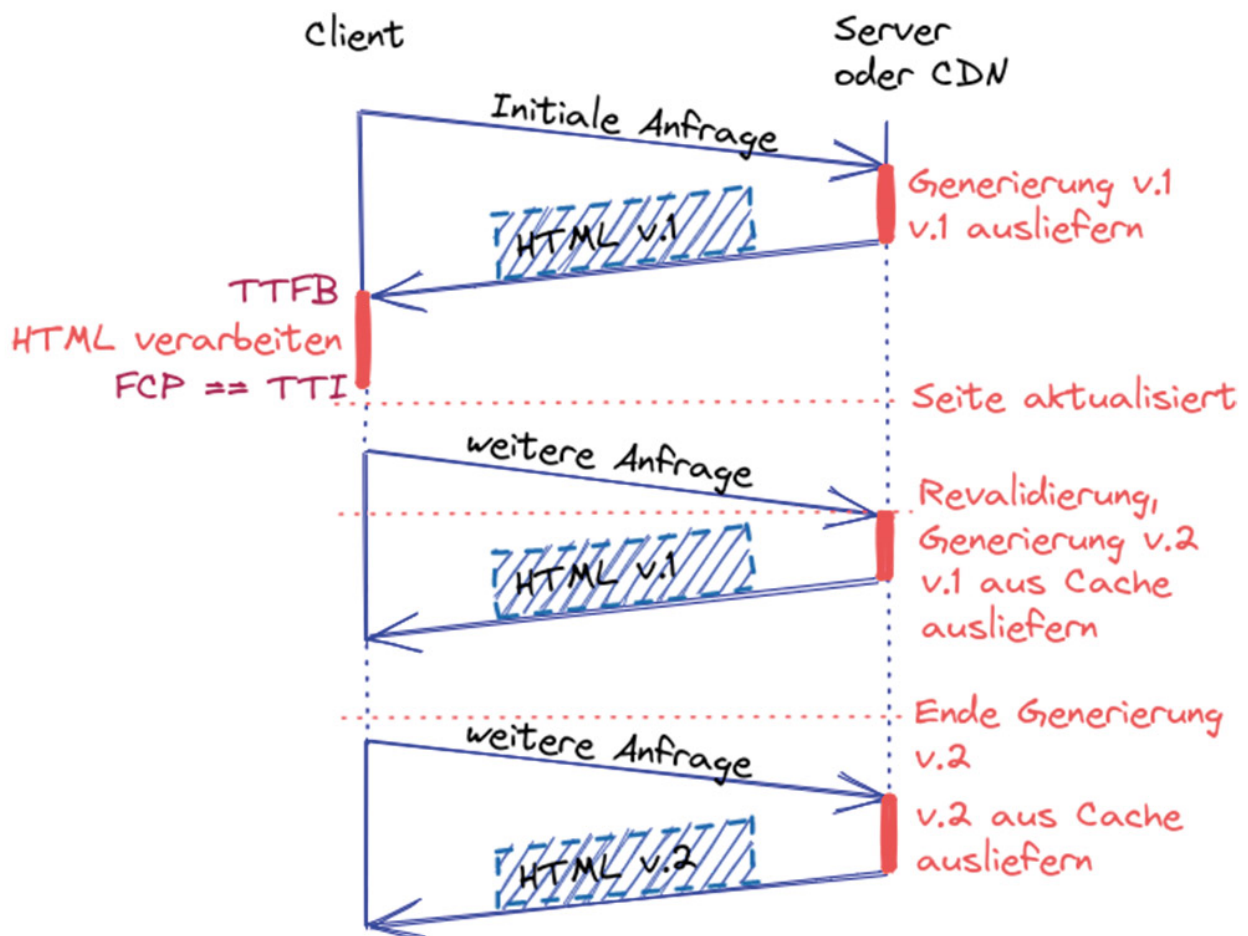 Client
Server
oder CDN
Initiale Anfrage
Generierung v.1
v.1 ausliefern
HTML v.1
TTFB
HTML verarbeiten
FCP == TTI
Seite aktualisiert
weitere Anfrage
Revalidierung,
Generierung v.2
v.1 aus Cache
ausliefern
HTML v.1
Ende Generierung
v.2
weitere Anfrage
v.2 aus Cache
ausliefern
HTML v.2